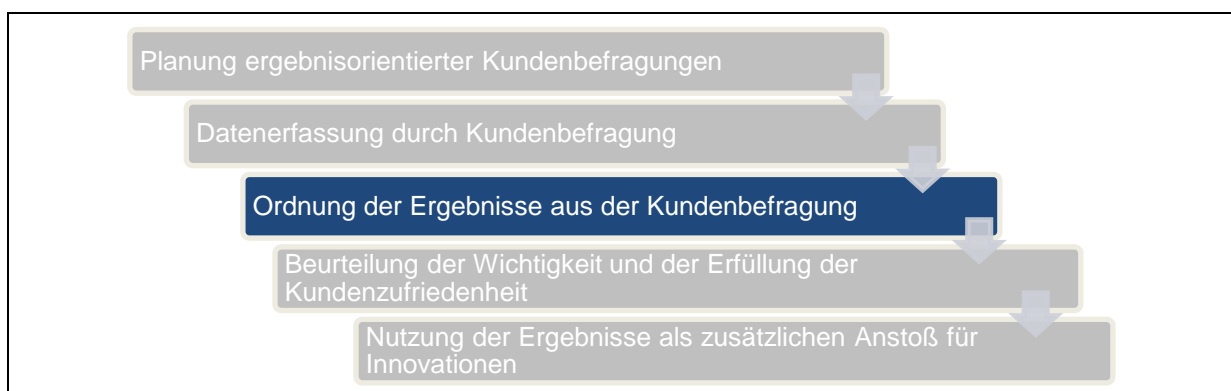 Planung ergebnisorientierter Kundenbefragungen
Datenerfassung durch Kundenbefragung
Ordnung der Ergebnisse aus der Kundenbefragung
Beurteilung der Wichtigkeit und der Erfüllung der
Kundenzufriedenheit
Nutzung der Ergebnisse als zusätzlichen Anstoß für
Innovationen